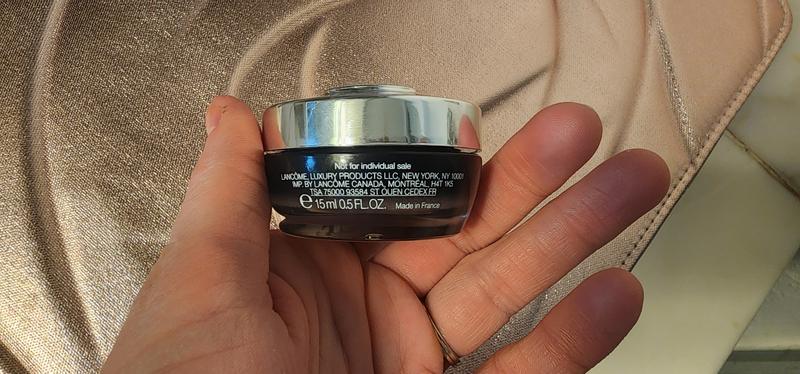 Not for individual sale
LANCÔME, LUXURY PRODUCTS LLC, NEW YORK, NY 10001
IMP. BY LANCÔME CANADA, MONTRÉAL, H4T 1K5
TSA 75000 93584 ST OUEN CEDEX FR
e 15 ml 0.5 FL.OZ. Made in France